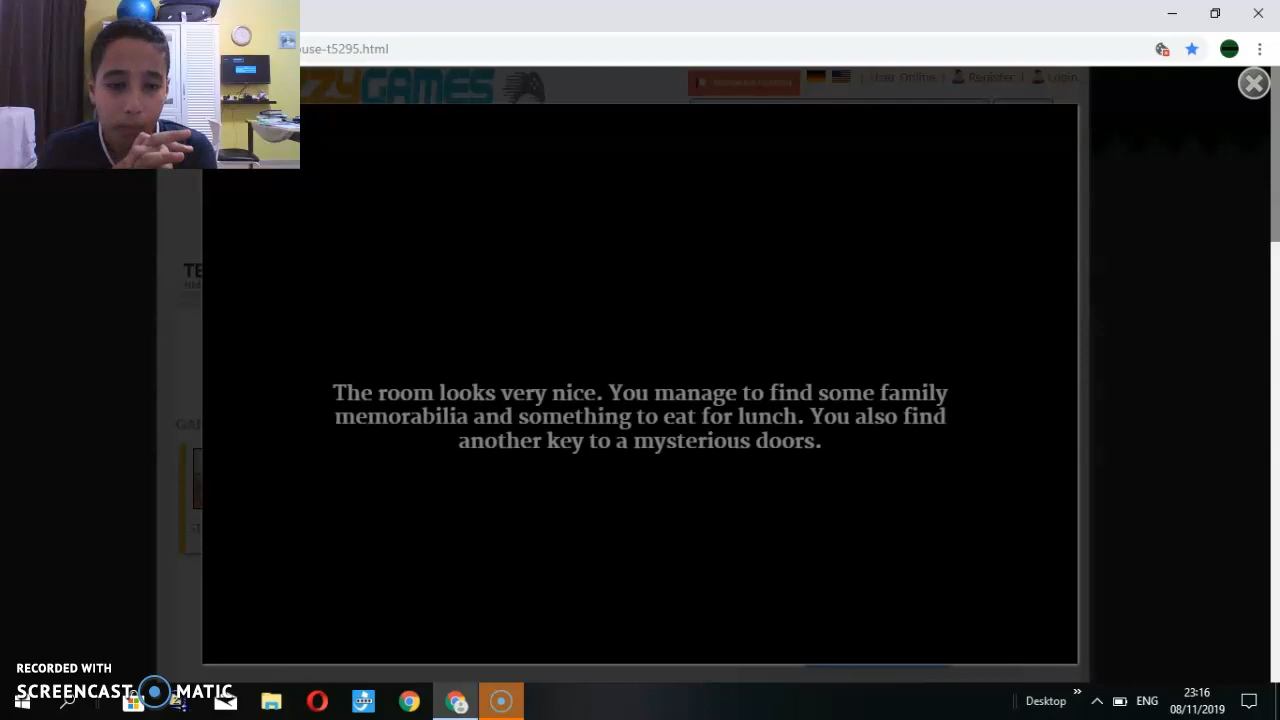 use-t5295.html
ZZY GAMES
The room looks very nice. You manage to find some family
memorabilia and something to eat for lunch. You also find
another key to a mysterious doors.
RECORDED WITH
SCREENCAST MATIC
Desktop
ENG
23:16
08/11/2019